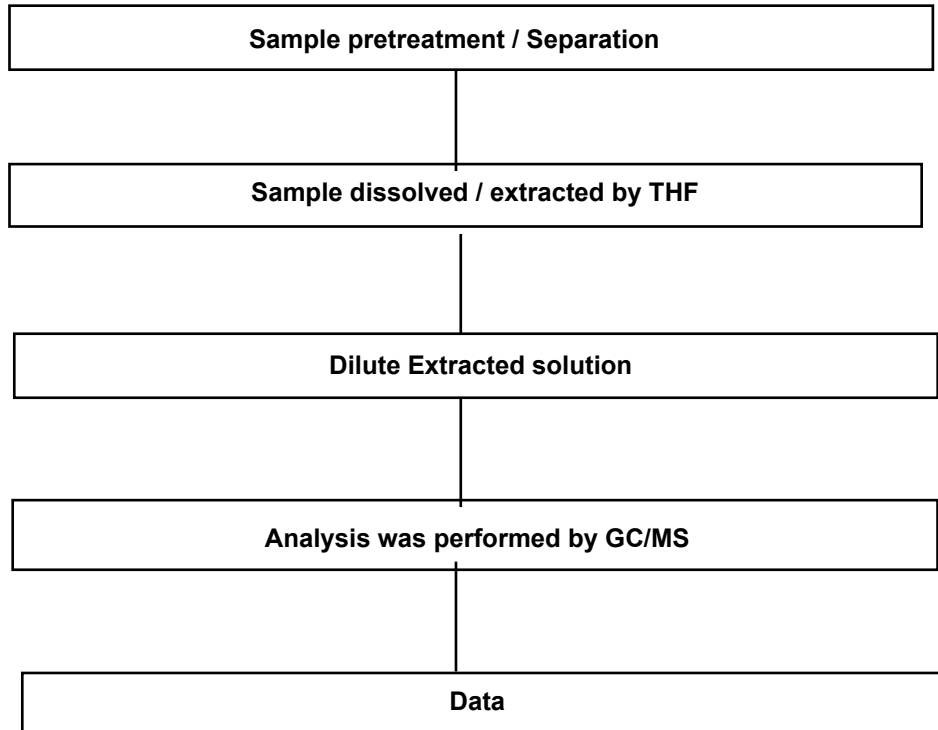 Sample pretreatment / Separation
Sample dissolved / extracted by THF
Dilute Extracted solution
Analysis was performed by GC/MS
Data